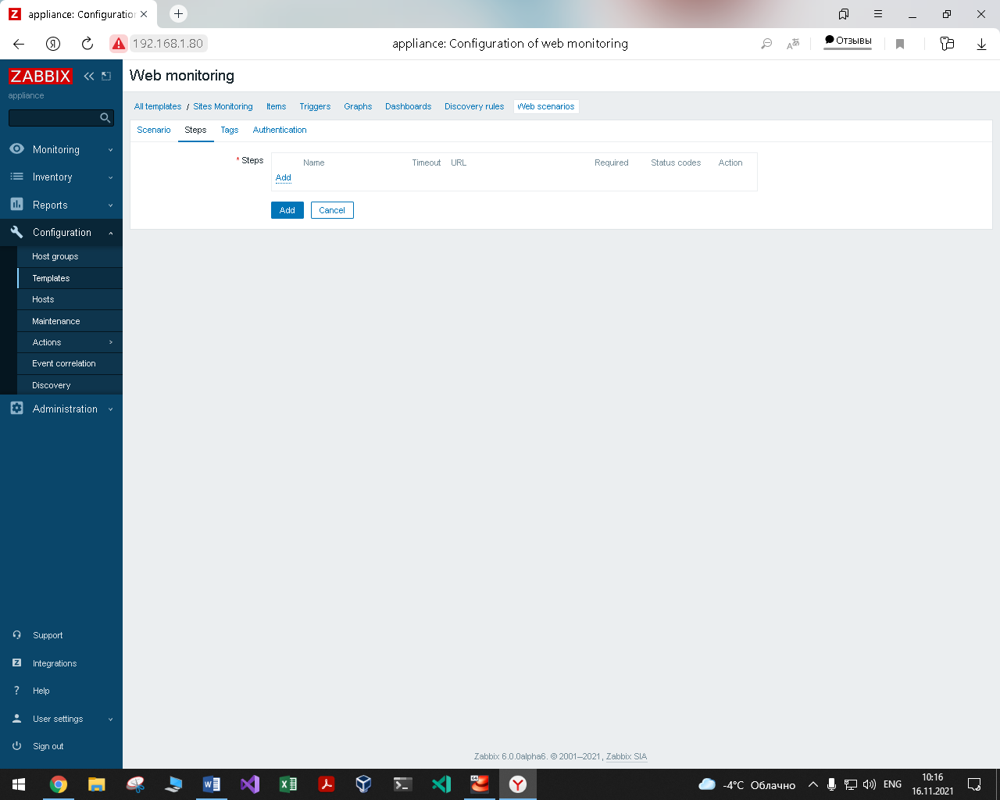 appliance: Configuration
192.168.1.80
appliance: Configuration of web monitoring
Отзывы
ZABBIX
appliance
Monitoring
Inventory
Reports
Configuration
Host groups
Templates
Hosts
Maintenance
Actions
Event correlation
Discovery
Administration
Support
Integrations
Help
User settings
Sign out
Web monitoring
All templates / Sites Monitoring Items Triggers Graphs Dashboards Discovery rules Web scenarios
Scenario Steps Tags Authentication
* Steps
Name Timeout URL Required Status codes Action
Add
Add Cancel
Zabbix 6.0.0alpha6. © 2001–2021, Zabbix SIA
-4°C Облачно
ENG
10:16
16.11.2021